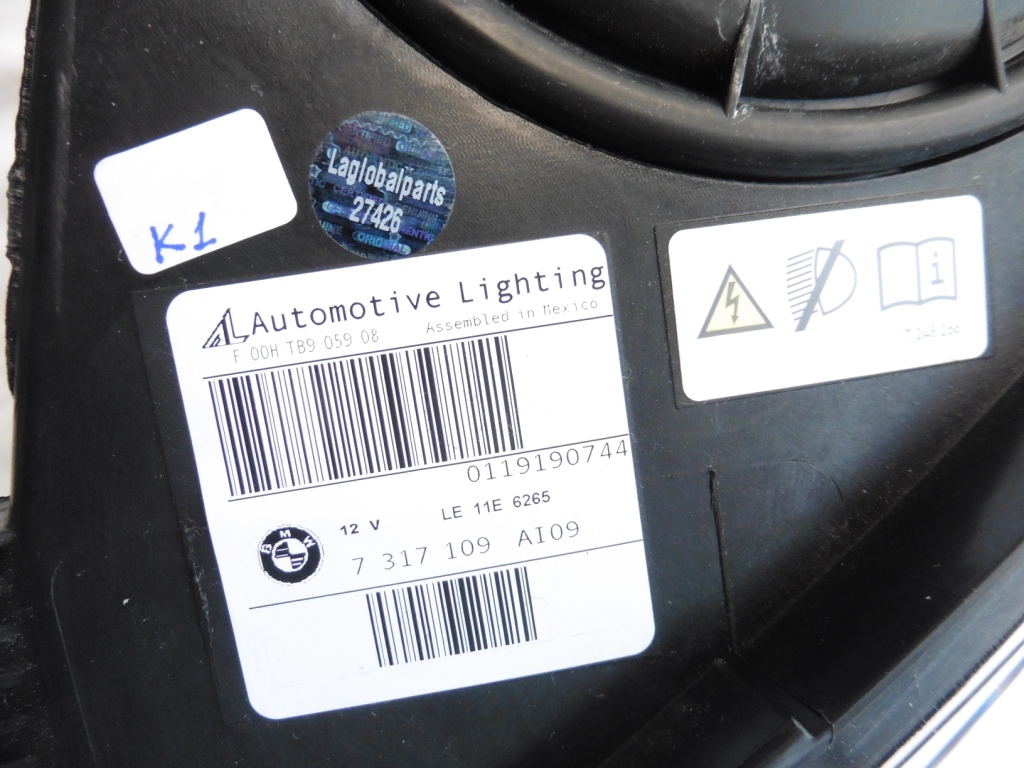 K1
Laglobalparts
27426
Automotive Lighting
Assembled in Mexico
F 00H TB9 059 08
0119190744
12 V
LE 11E 6265
BMW
7 317 109 AI09
i